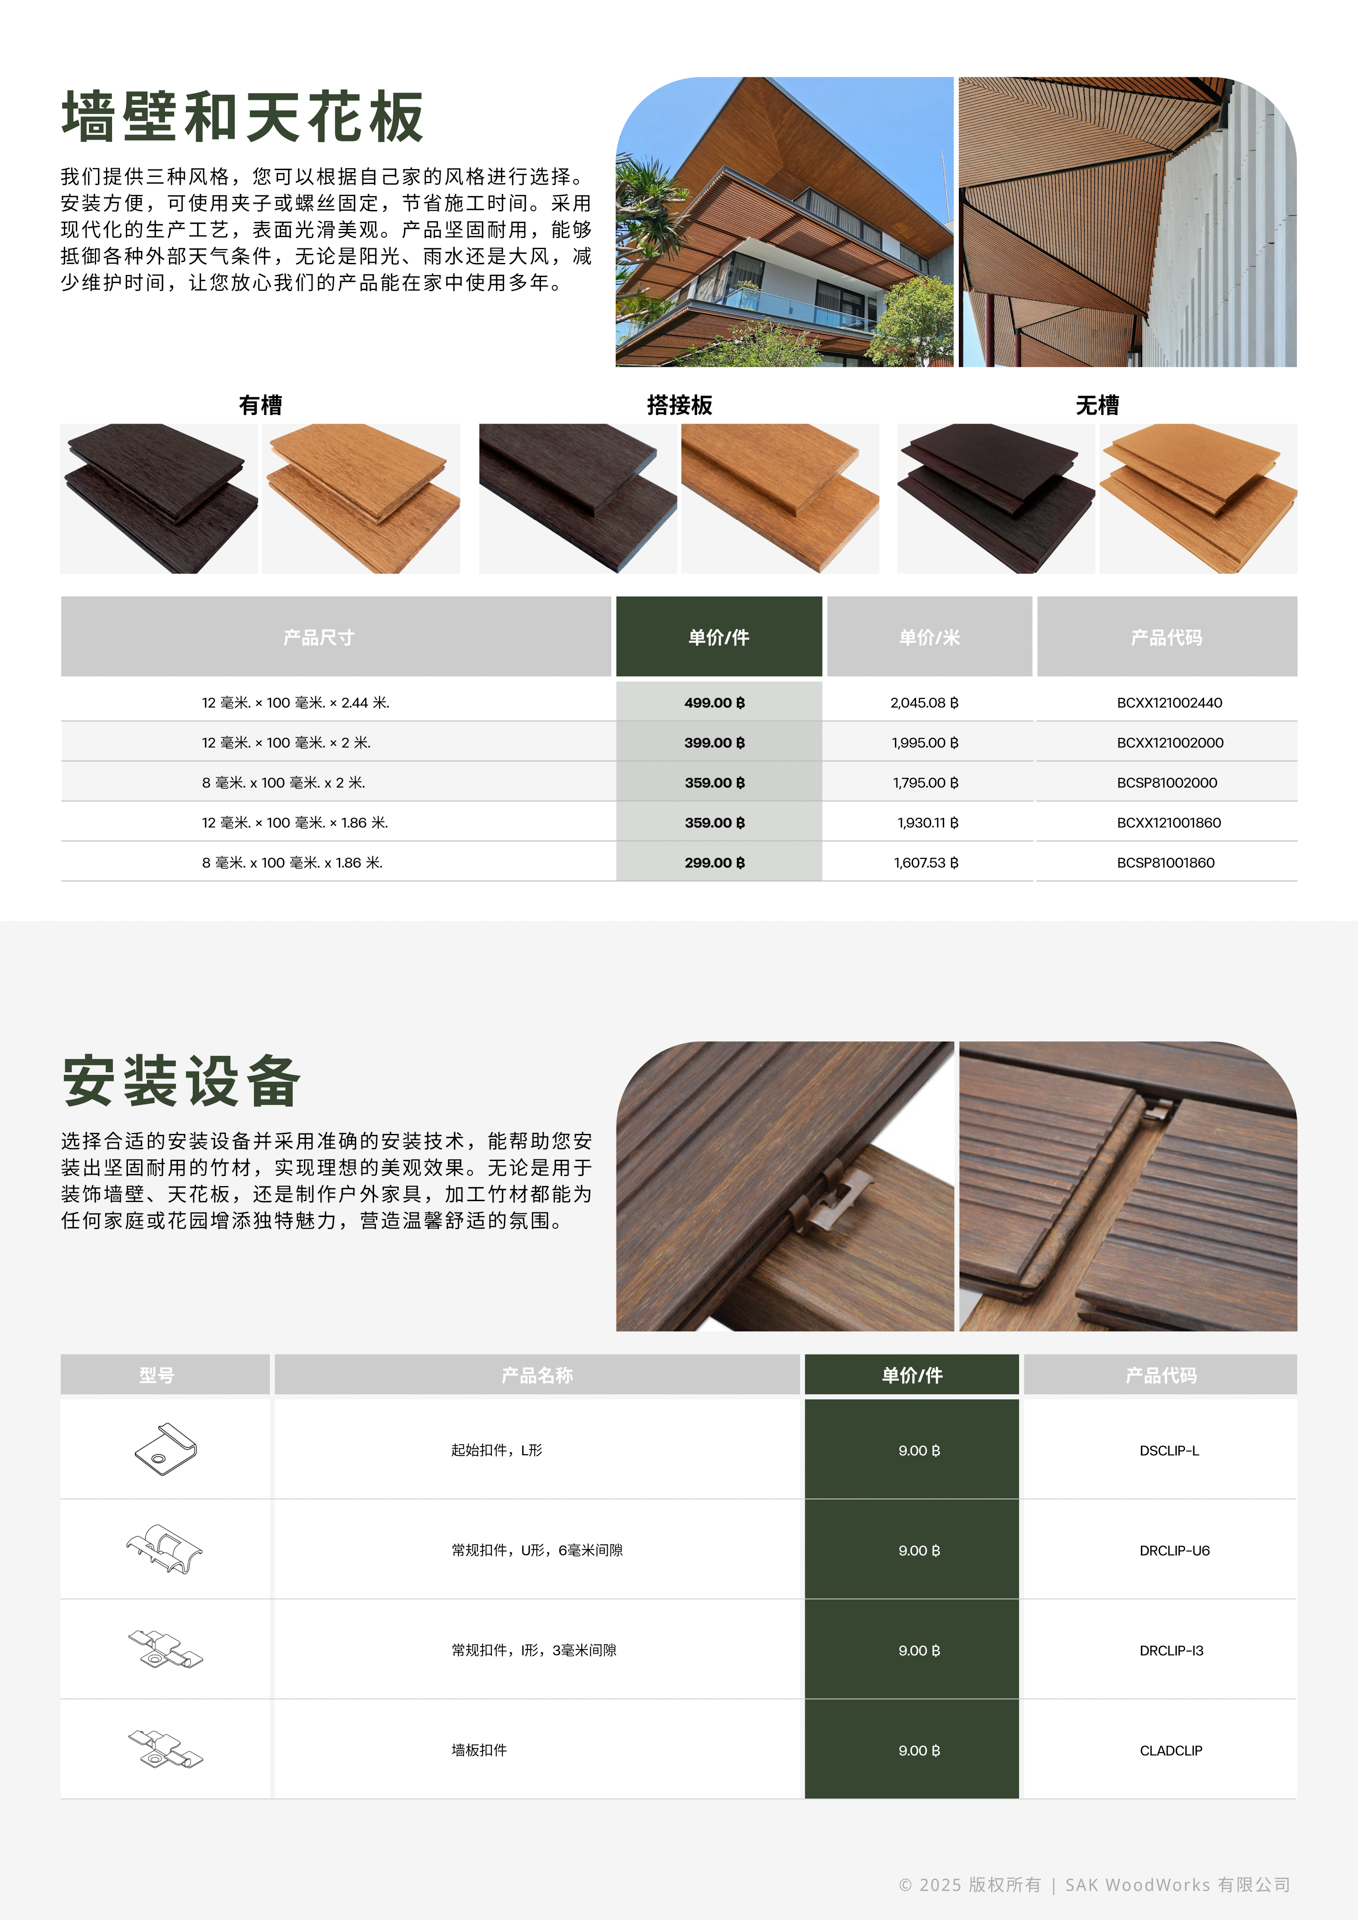 墙壁和天花板
我们提供三种风格，您可以根据自己家的风格进行选择。
安装方便，可使用夹子或螺丝固定，节省施工时间。采用
现代化的生产工艺，表面光滑美观。产品坚固耐用，能够
抵御各种外部天气条件，无论是阳光、雨水还是大风，减
少维护时间，让您放心我们的产品能在家中使用多年。
有槽 搭接板 无槽
产品尺寸 单价/件 单价/米 产品代码
12 毫米. × 100 毫米. × 2.44 米. 499.00 ฿ 2,045.08 ฿ BCXX121002440
12 毫米. × 100 毫米. × 2 米. 399.00 ฿ 1,995.00 ฿ BCXX121002000
8 毫米. x 100 毫米. x 2 米. 359.00 ฿ 1,795.00 ฿ BCSP81002000
12 毫米. × 100 毫米. × 1.86 米. 359.00 ฿ 1,930.11 ฿ BCXX121001860
8 毫米. x 100 毫米. x 1.86 米. 299.00 ฿ 1,607.53 ฿ BCSP81001860
安装设备
选择合适的安装设备并采用准确的安装技术，能帮助您安
装出坚固耐用的竹材，实现理想的美观效果。无论是用于
装饰墙壁、天花板，还是制作户外家具，加工竹材都能为
任何家庭或花园增添独特魅力，营造温馨舒适的氛围。
型号 产品名称 单价/件 产品代码
起始扣件，L形 9.00 ฿ DSCLIP-L
常规扣件，U形，6毫米间隙 9.00 ฿ DRCLIP-U6
常规扣件，I形，3毫米间隙 9.00 ฿ DRCLIP-I3
墙板扣件 9.00 ฿ CLADCLIP
© 2025 版权所有 | SAK WoodWorks 有限公司